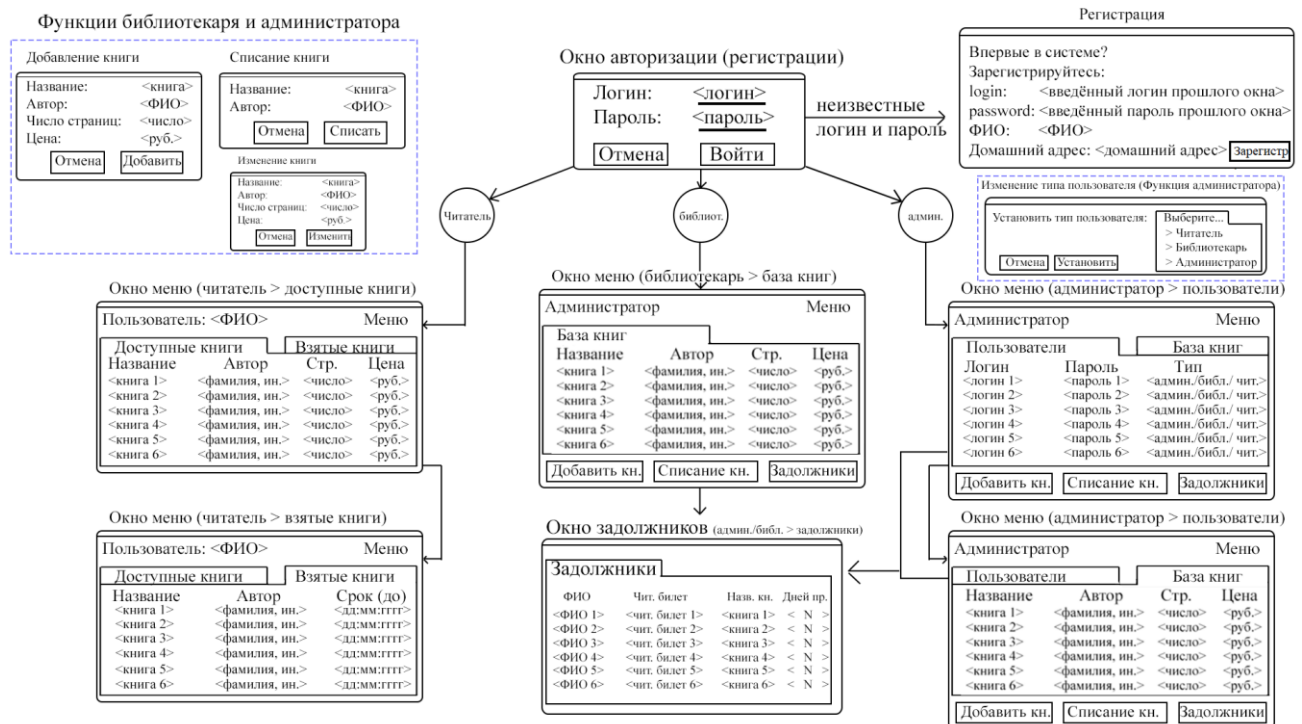 Функции библиотекаря и администратора
Добавление книги
Название: <книга>
Автор: <ФИО>
Число страниц: <число>
Цена: <руб.>
Отмена Добавить
Списание книги
Название: <книга>
Автор: <ФИО>
Отмена Списать
Изменение книги
Название: <книга>
Автор: <ФИО>
Число страниц: <число>
Цена: <руб.>
Отмена Изменить
Окно авторизации (регистрации)
Логин: <логин>
Пароль: <пароль>
Отмена Войти
неизвестные
логин и пароль
Регистрация
Впервые в системе?
Зарегистрируйтесь:
login: <введённый логин прошлого окна>
password: <введённый пароль прошлого окна>
ФИО: <ФИО>
Домашний адрес: <домашний адрес> Зарегистр
Изменение типа пользователя (Функция администратора)
Установить тип пользователя: Выберите...
> Читатель
> Библиотекарь
> Администратор
Отмена Установить
Читатель
библиот.
админ.
Окно меню (читатель > доступные книги)
Пользователь: <ФИО> Меню
Доступные книги Взятые книги
Название Автор Стр. Цена
<книга 1> <фамилия, ин.> <число> <руб.>
<книга 2> <фамилия, ин.> <число> <руб.>
<книга 3> <фамилия, ин.> <число> <руб.>
<книга 4> <фамилия, ин.> <число> <руб.>
<книга 5> <фамилия, ин.> <число> <руб.>
<книга 6> <фамилия, ин.> <число> <руб.>
Окно меню (библиотекарь > база книг)
Администратор Меню
База книг
Название Автор Стр. Цена
<книга 1> <фамилия, ин.> <число> <руб.>
<книга 2> <фамилия, ин.> <число> <руб.>
<книга 3> <фамилия, ин.> <число> <руб.>
<книга 4> <фамилия, ин.> <число> <руб.>
<книга 5> <фамилия, ин.> <число> <руб.>
<книга 6> <фамилия, ин.> <число> <руб.>
Добавить кн. Списание кн. Задолжники
Окно меню (администратор > пользователи)
Администратор Меню
Пользователи База книг
Логин Пароль Тип
<логин 1> <пароль 1> <админ./библ./ чит.>
<логин 2> <пароль 2> <админ./библ./ чит.>
<логин 3> <пароль 3> <админ./библ./ чит.>
<логин 4> <пароль 4> <админ./библ./ чит.>
<логин 5> <пароль 5> <админ./библ./ чит.>
<логин 6> <пароль 6> <админ./библ./ чит.>
Добавить кн. Списание кн. Задолжники
Окно меню (читатель > взятые книги)
Пользователь: <ФИО> Меню
Доступные книги Взятые книги
Название Автор Срок (до)
<книга 1> <фамилия, ин.> <дд:мм:гггг>
<книга 2> <фамилия, ин.> <дд:мм:гггг>
<книга 3> <фамилия, ин.> <дд:мм:гггг>
<книга 4> <фамилия, ин.> <дд:мм:гггг>
<книга 5> <фамилия, ин.> <дд:мм:гггг>
<книга 6> <фамилия, ин.> <дд:мм:гггг>
Окно задолжников (админ./библ. > задолжники)
Задолжники
ФИО Чит. билет Назв. кн. Дней пр.
<ФИО 1> <чит. билет 1> <книга 1> < N >
<ФИО 2> <чит. билет 2> <книга 2> < N >
<ФИО 3> <чит. билет 3> <книга 3> < N >
<ФИО 4> <чит. билет 4> <книга 4> < N >
<ФИО 5> <чит. билет 5> <книга 5> < N >
<ФИО 6> <чит. билет 6> <книга 6> < N >
Окно меню (администратор > пользователи)
Администратор Меню
Пользователи База книг
Название Автор Стр. Цена
<книга 1> <фамилия, ин.> <число> <руб.>
<книга 2> <фамилия, ин.> <число> <руб.>
<книга 3> <фамилия, ин.> <число> <руб.>
<книга 4> <фамилия, ин.> <число> <руб.>
<книга 5> <фамилия, ин.> <число> <руб.>
<книга 6> <фамилия, ин.> <число> <руб.>
Добавить кн. Списание кн. Задолжники